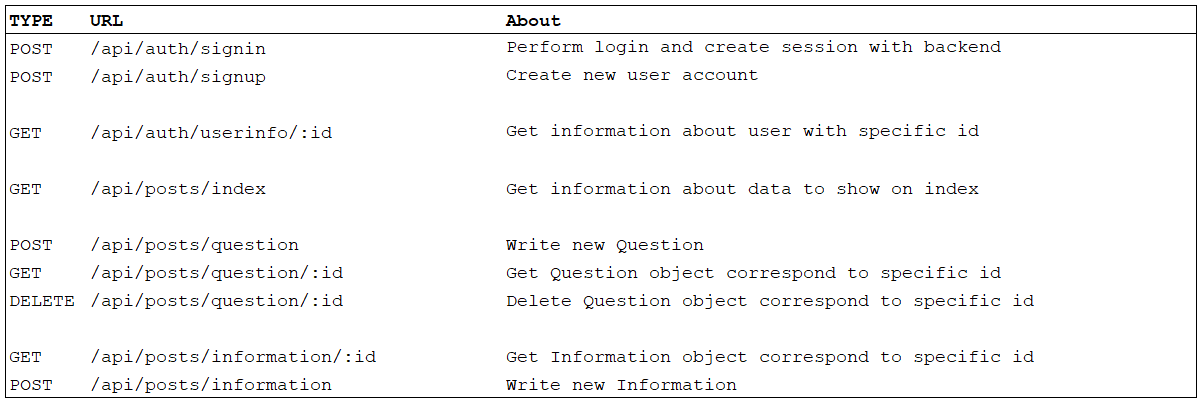 TYPE URL About
POST /api/auth/signin Perform login and create session with backend
POST /api/auth/signup Create new user account
GET /api/auth/userinfo/:id Get information about user with specific id
GET /api/posts/index Get information about data to show on index
POST /api/posts/question Write new Question
GET /api/posts/question/:id Get Question object correspond to specific id
DELETE /api/posts/question/:id Delete Question object correspond to specific id
GET /api/posts/information/:id Get Information object correspond to specific id
POST /api/posts/information Write new Information